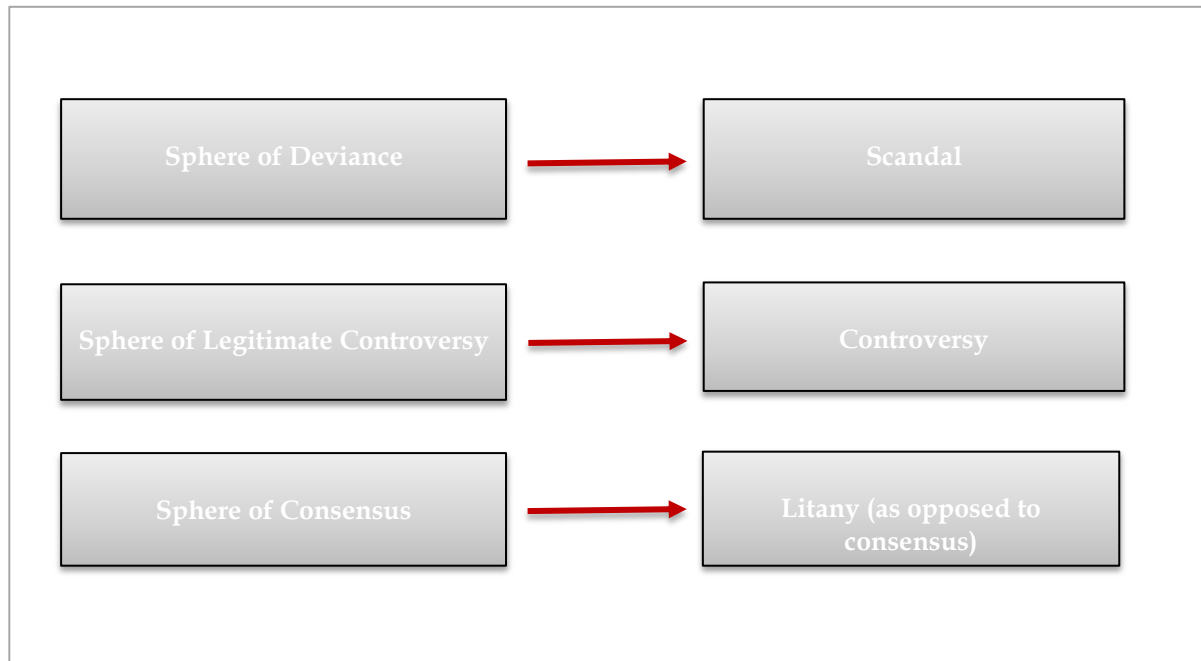 Sphere of Deviance
Scandal
Sphere of Legitimate Controversy
Controversy
Sphere of Consensus
Litany (as opposed to
consensus)